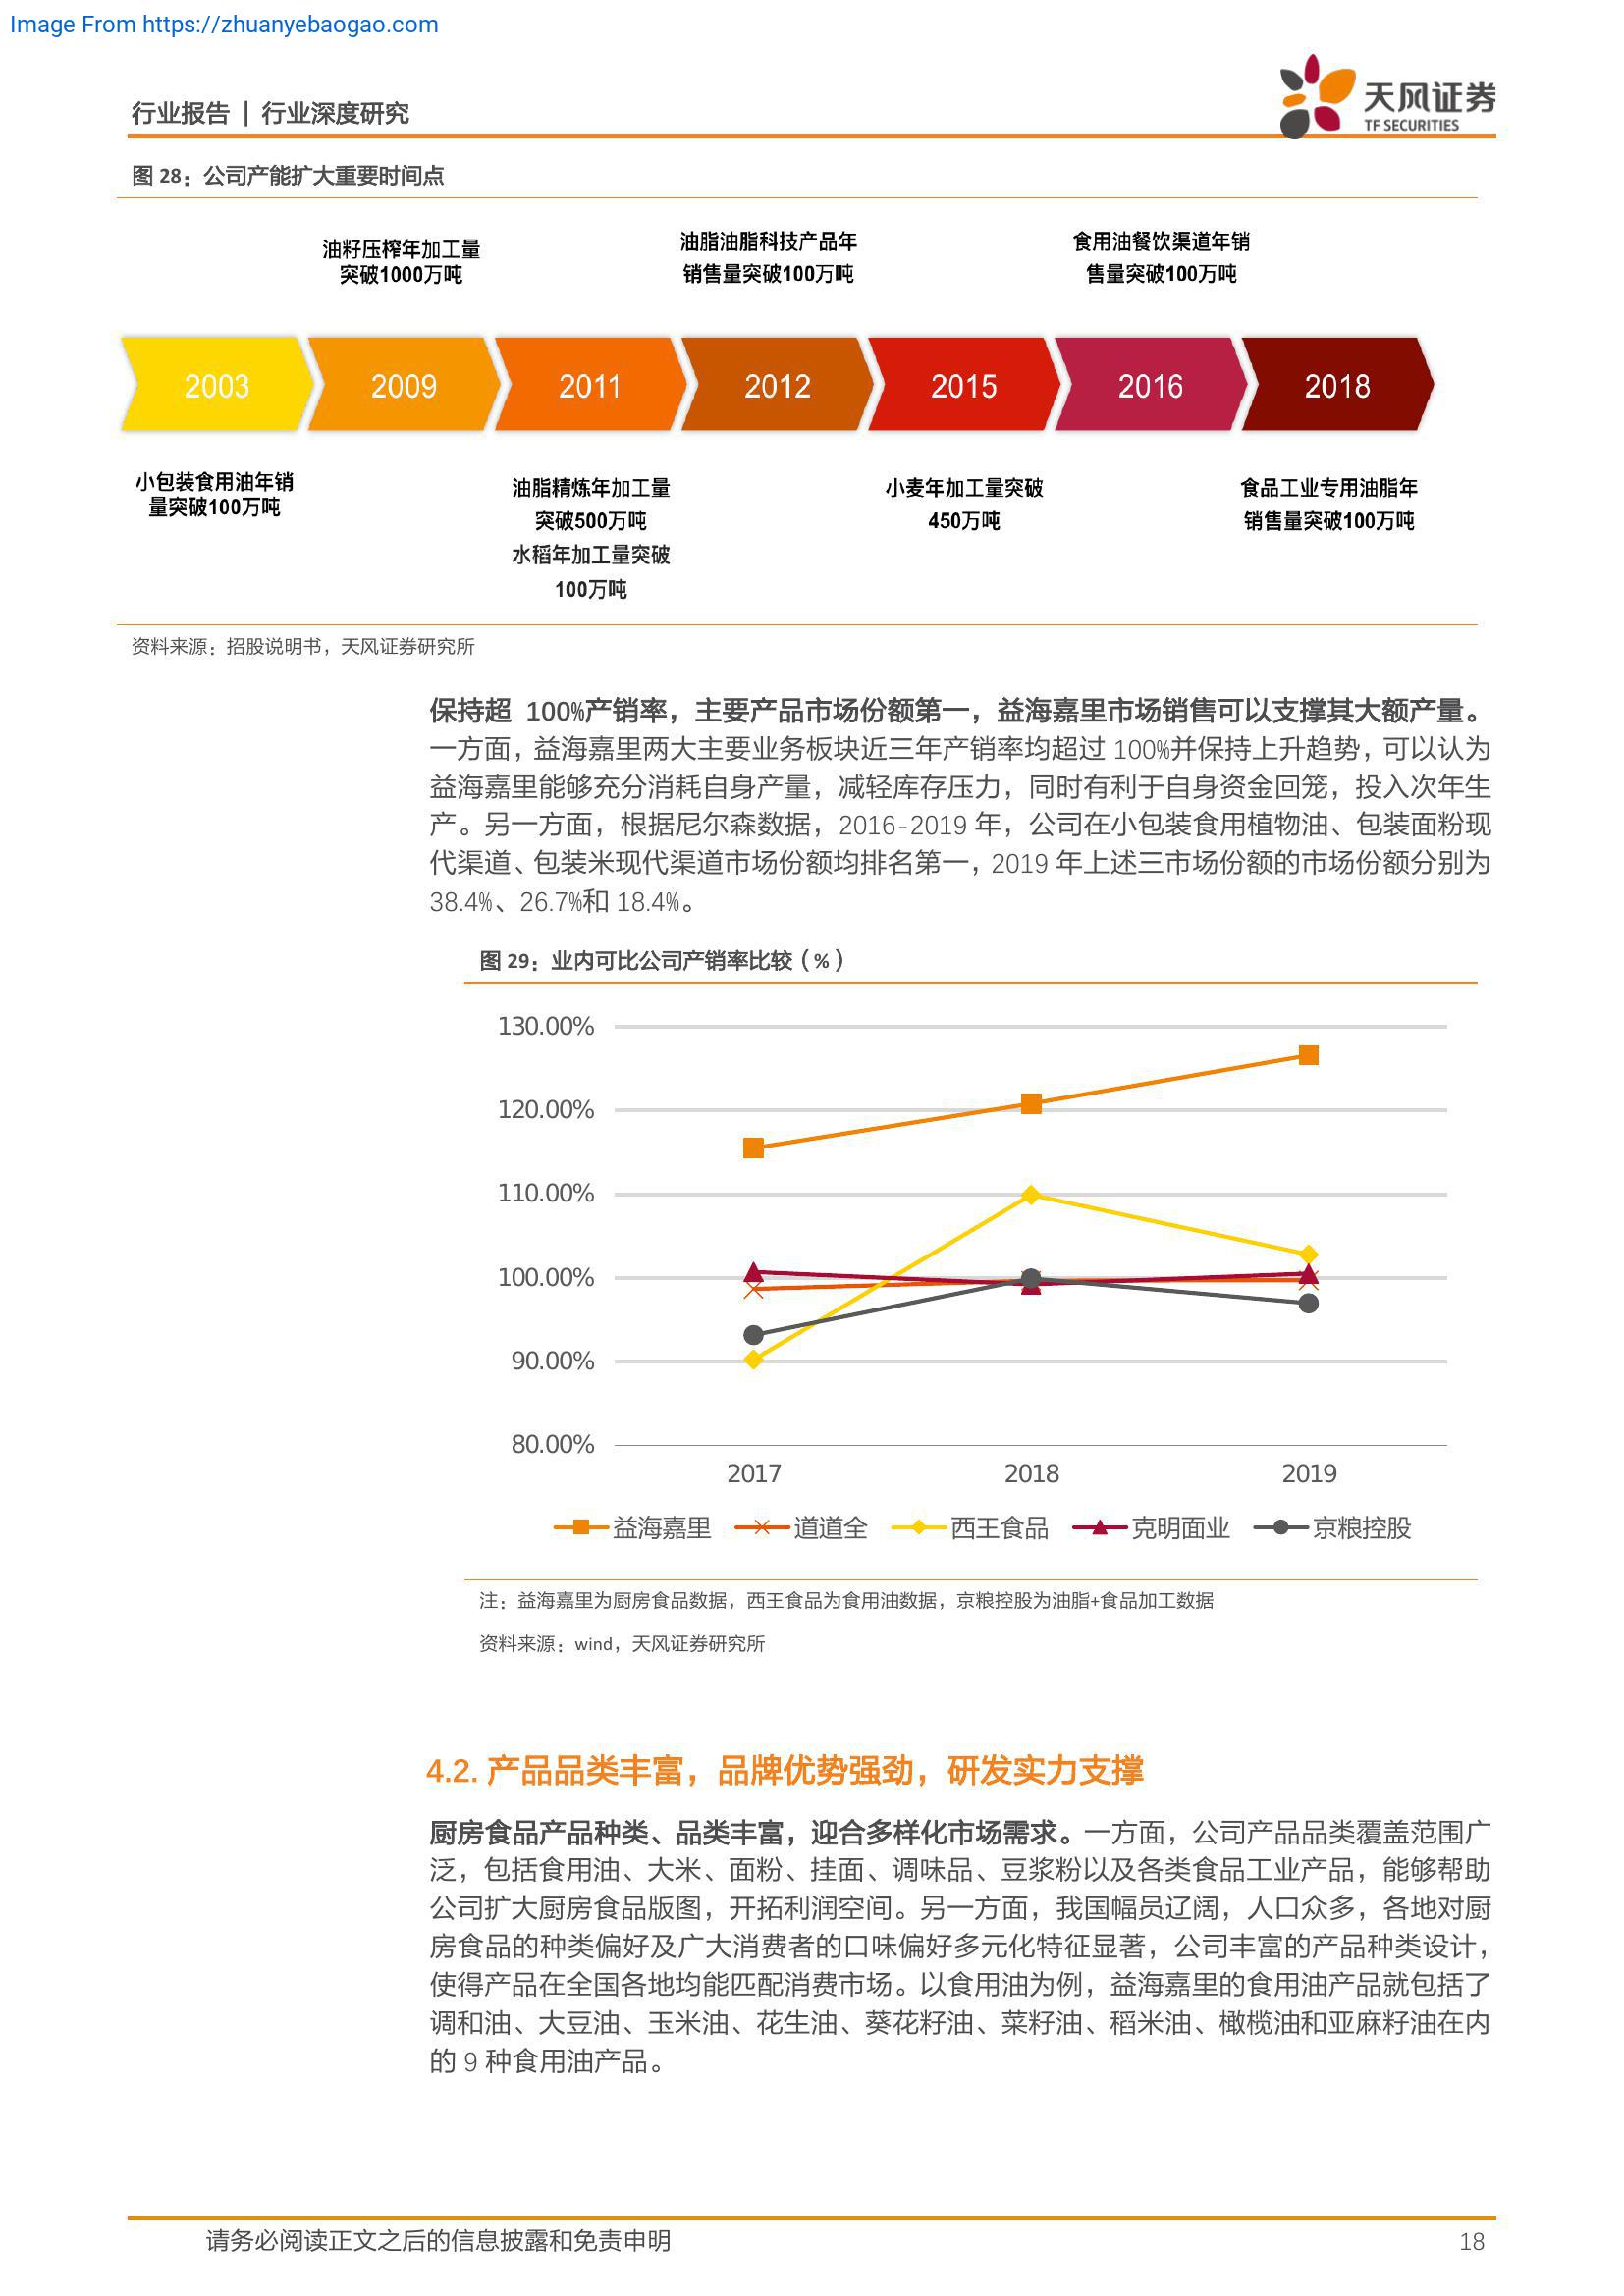 Image From https://zhuanyebaogao.com
行业报告 | 行业深度研究
天风证券
TF SECURITIES
图 28：公司产能扩大重要时间点
油籽压榨年加工量
突破1000万吨
油脂油脂科技产品年
销售量突破100万吨
食用油餐饮渠道年销
售量突破100万吨
2003
2009
2011
2012
2015
2016
2018
小包装食用油年销
量突破100万吨
油脂精炼年加工量
突破500万吨
水稻年加工量突破
100万吨
小麦年加工量突破
450万吨
食品工业专用油脂年
销售量突破100万吨
资料来源：招股说明书，天风证券研究所
保持超 100%产销率，主要产品市场份额第一，益海嘉里市场销售可以支撑其大额产量。
一方面，益海嘉里两大主要业务板块近三年产销率均超过 100%并保持上升趋势，可以认为
益海嘉里能够充分消耗自身产量，减轻库存压力，同时有利于自身资金回笼，投入次年生
产。另一方面，根据尼尔森数据，2016-2019 年，公司在小包装食用植物油、包装面粉现
代渠道、包装米现代渠道市场份额均排名第一，2019 年上述三市场份额的市场份额分别为
38.4%、26.7%和 18.4%。
图 29：业内可比公司产销率比较（%）
130.00%
120.00%
110.00%
100.00%
90.00%
80.00%
2017
2018
2019
益海嘉里
道道全
西王食品
克明面业
京粮控股
注：益海嘉里为厨房食品数据，西王食品为食用油数据，京粮控股为油脂+食品加工数据
资料来源：wind，天风证券研究所
4.2. 产品品类丰富，品牌优势强劲，研发实力支撑
厨房食品产品种类、品类丰富，迎合多样化市场需求。一方面，公司产品品类覆盖范围广
泛，包括食用油、大米、面粉、挂面、调味品、豆浆粉以及各类食品工业产品，能够帮助
公司扩大厨房食品版图，开拓利润空间。另一方面，我国幅员辽阔，人口众多，各地对厨
房食品的种类偏好及广大消费者的口味偏好多元化特征显著，公司丰富的产品种类设计，
使得产品在全国各地均能匹配消费市场。以食用油为例，益海嘉里的食用油产品就包括了
调和油、大豆油、玉米油、花生油、葵花籽油、菜籽油、稻米油、橄榄油和亚麻籽油在内
的 9 种食用油产品。
请务必阅读正文之后的信息披露和免责申明
18